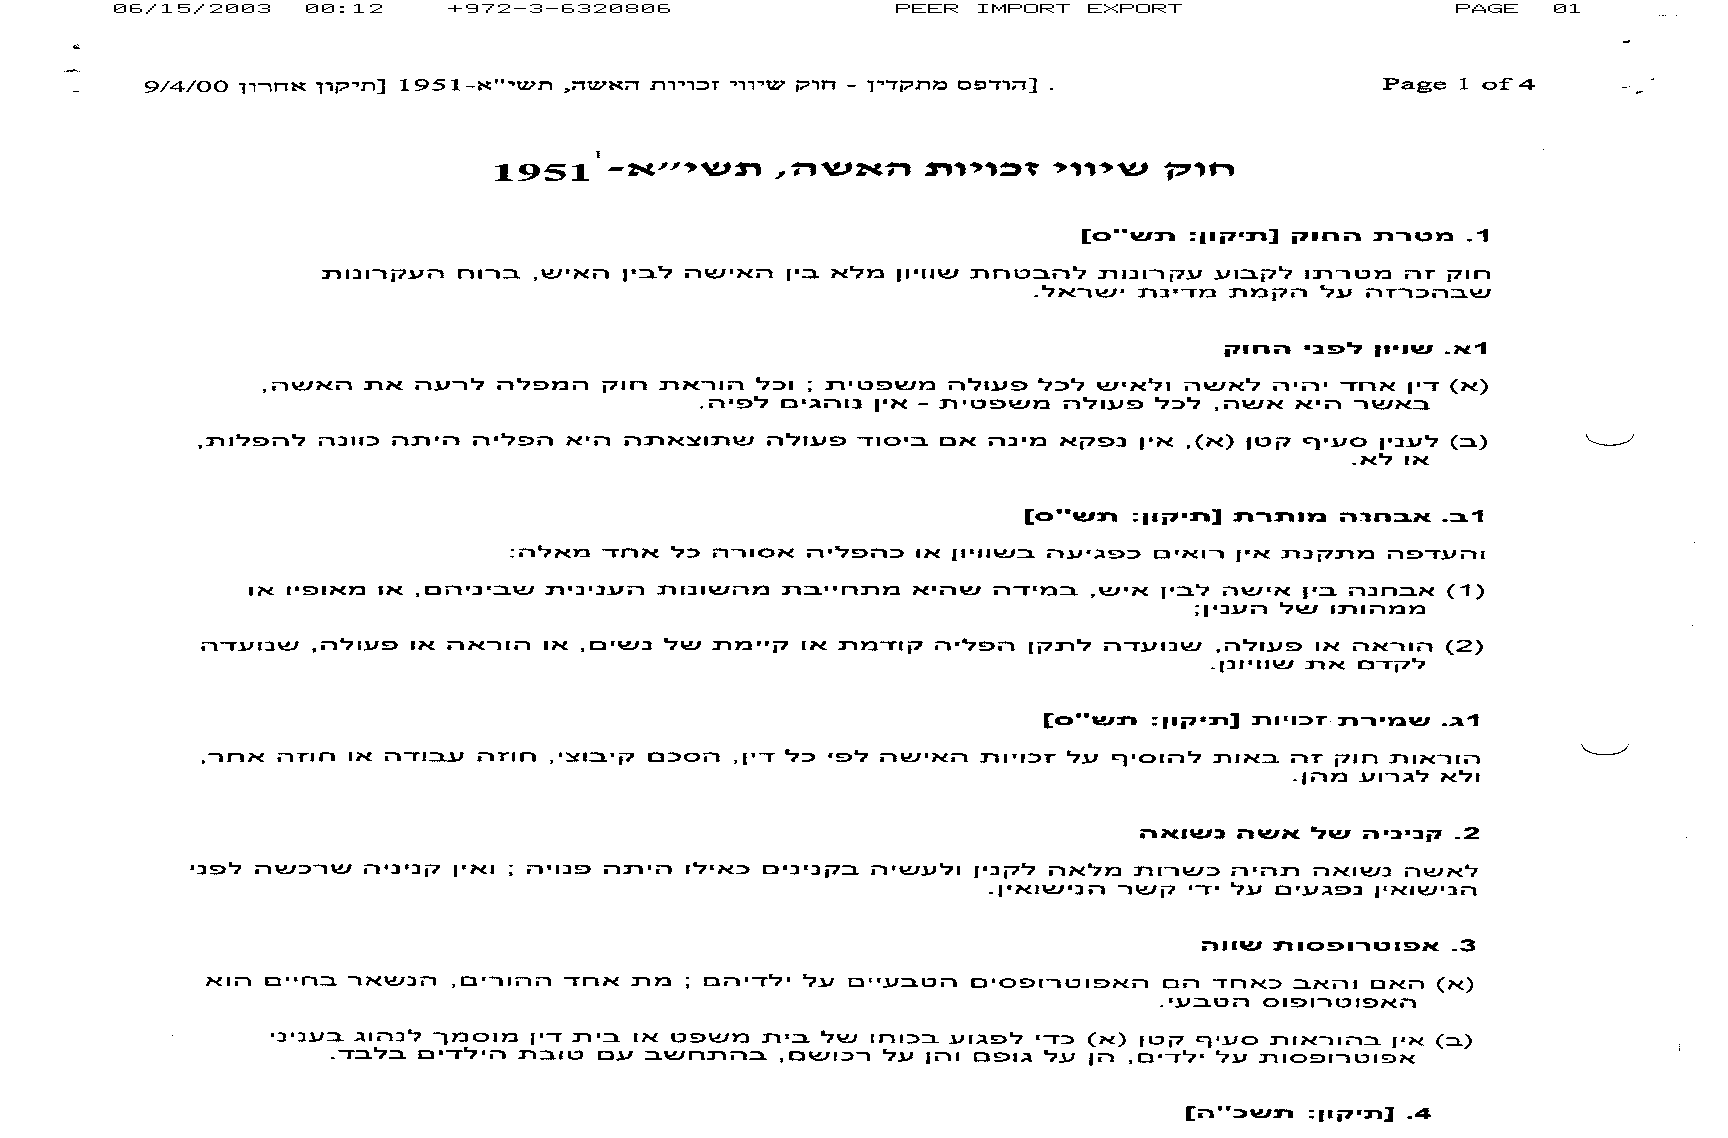 06/15/2003 00:12 +972-3-6320806 PEER IMPORT EXPORT PAGE 01
Page 1 of 4
. [הודפס מתקדין - חוק שיווי זכויות האשה, תשי"א-1951 [תיקון אחרון 9/4/00
חוק שיווי זכויות האשה, תשי״א-1951
1. מטרת החוק [תיקון: תש"ס]
חוק זה מטרתו לקבוע עקרונות להבטחת שוויון מלא בין האישה לבין האיש, ברוח העקרונות
שבהכרזה על הקמת מדינת ישראל.
1א. שויון לפני החוק
(א) דין אחד יהיה לאשה ולאיש לכל פעולה משפטית ; וכל הוראת חוק המפלה לרעה את האשה,
באשר היא אשה, לכל פעולה משפטית - אין נוהגים לפיה.
(ב) לענין סעיף קטן (א), אין נפקא מינה אם ביסוד פעולה שתוצאתה היא הפליה היתה כוונה להפלות,
או לא.
1ב. אבחנה מותרת [תיקון: תש"ס]
והעדפה מתקנת אין רואים כפגיעה בשוויון או כהפליה אסורה כל אחד מאלה:
(1) אבחנה בין אישה לבין איש, במידה שהיא מתחייבת מהשונות הענינית שביניהם, או מאופיו או
ממהותו של הענין;
(2) הוראה או פעולה, שנועדה לתקן הפליה קודמת או קיימת של נשים, או הוראה או פעולה, שנועדה
לקדם את שוויונן.
1ג. שמירת זכויות [תיקון: תש"ס]
הוראות חוק זה באות להוסיף על זכויות האישה לפי כל דין, הסכם קיבוצי, חוזה עבודה או חוזה אחר,
ולא לגרוע מהן.
2. קניניה של אשה נשואה
לאשה נשואה תהיה כשרות מלאה לקנין ולעשיה בקנינים כאילו היתה פנויה ; ואין קניניה שרכשה לפני
הנישואין נפגעים על ידי קשר הנישואין.
3. אפוטרופסות שווה
(א) האם והאב כאחד הם האפוטרופסים הטבעיים על ילדיהם ; מת אחד ההורים, הנשאר בחיים הוא
האפוטרופוס הטבעי.
(ב) אין בהוראות סעיף קטן (א) כדי לפגוע בכוחו של בית משפט או בית דין מוסמך לנהוג בעניני
אפוטרופסות על ילדים, הן על גופם והן על רכושם, בהתחשב עם טובת הילדים בלבד.
4. [תיקון: תשכ"ה]